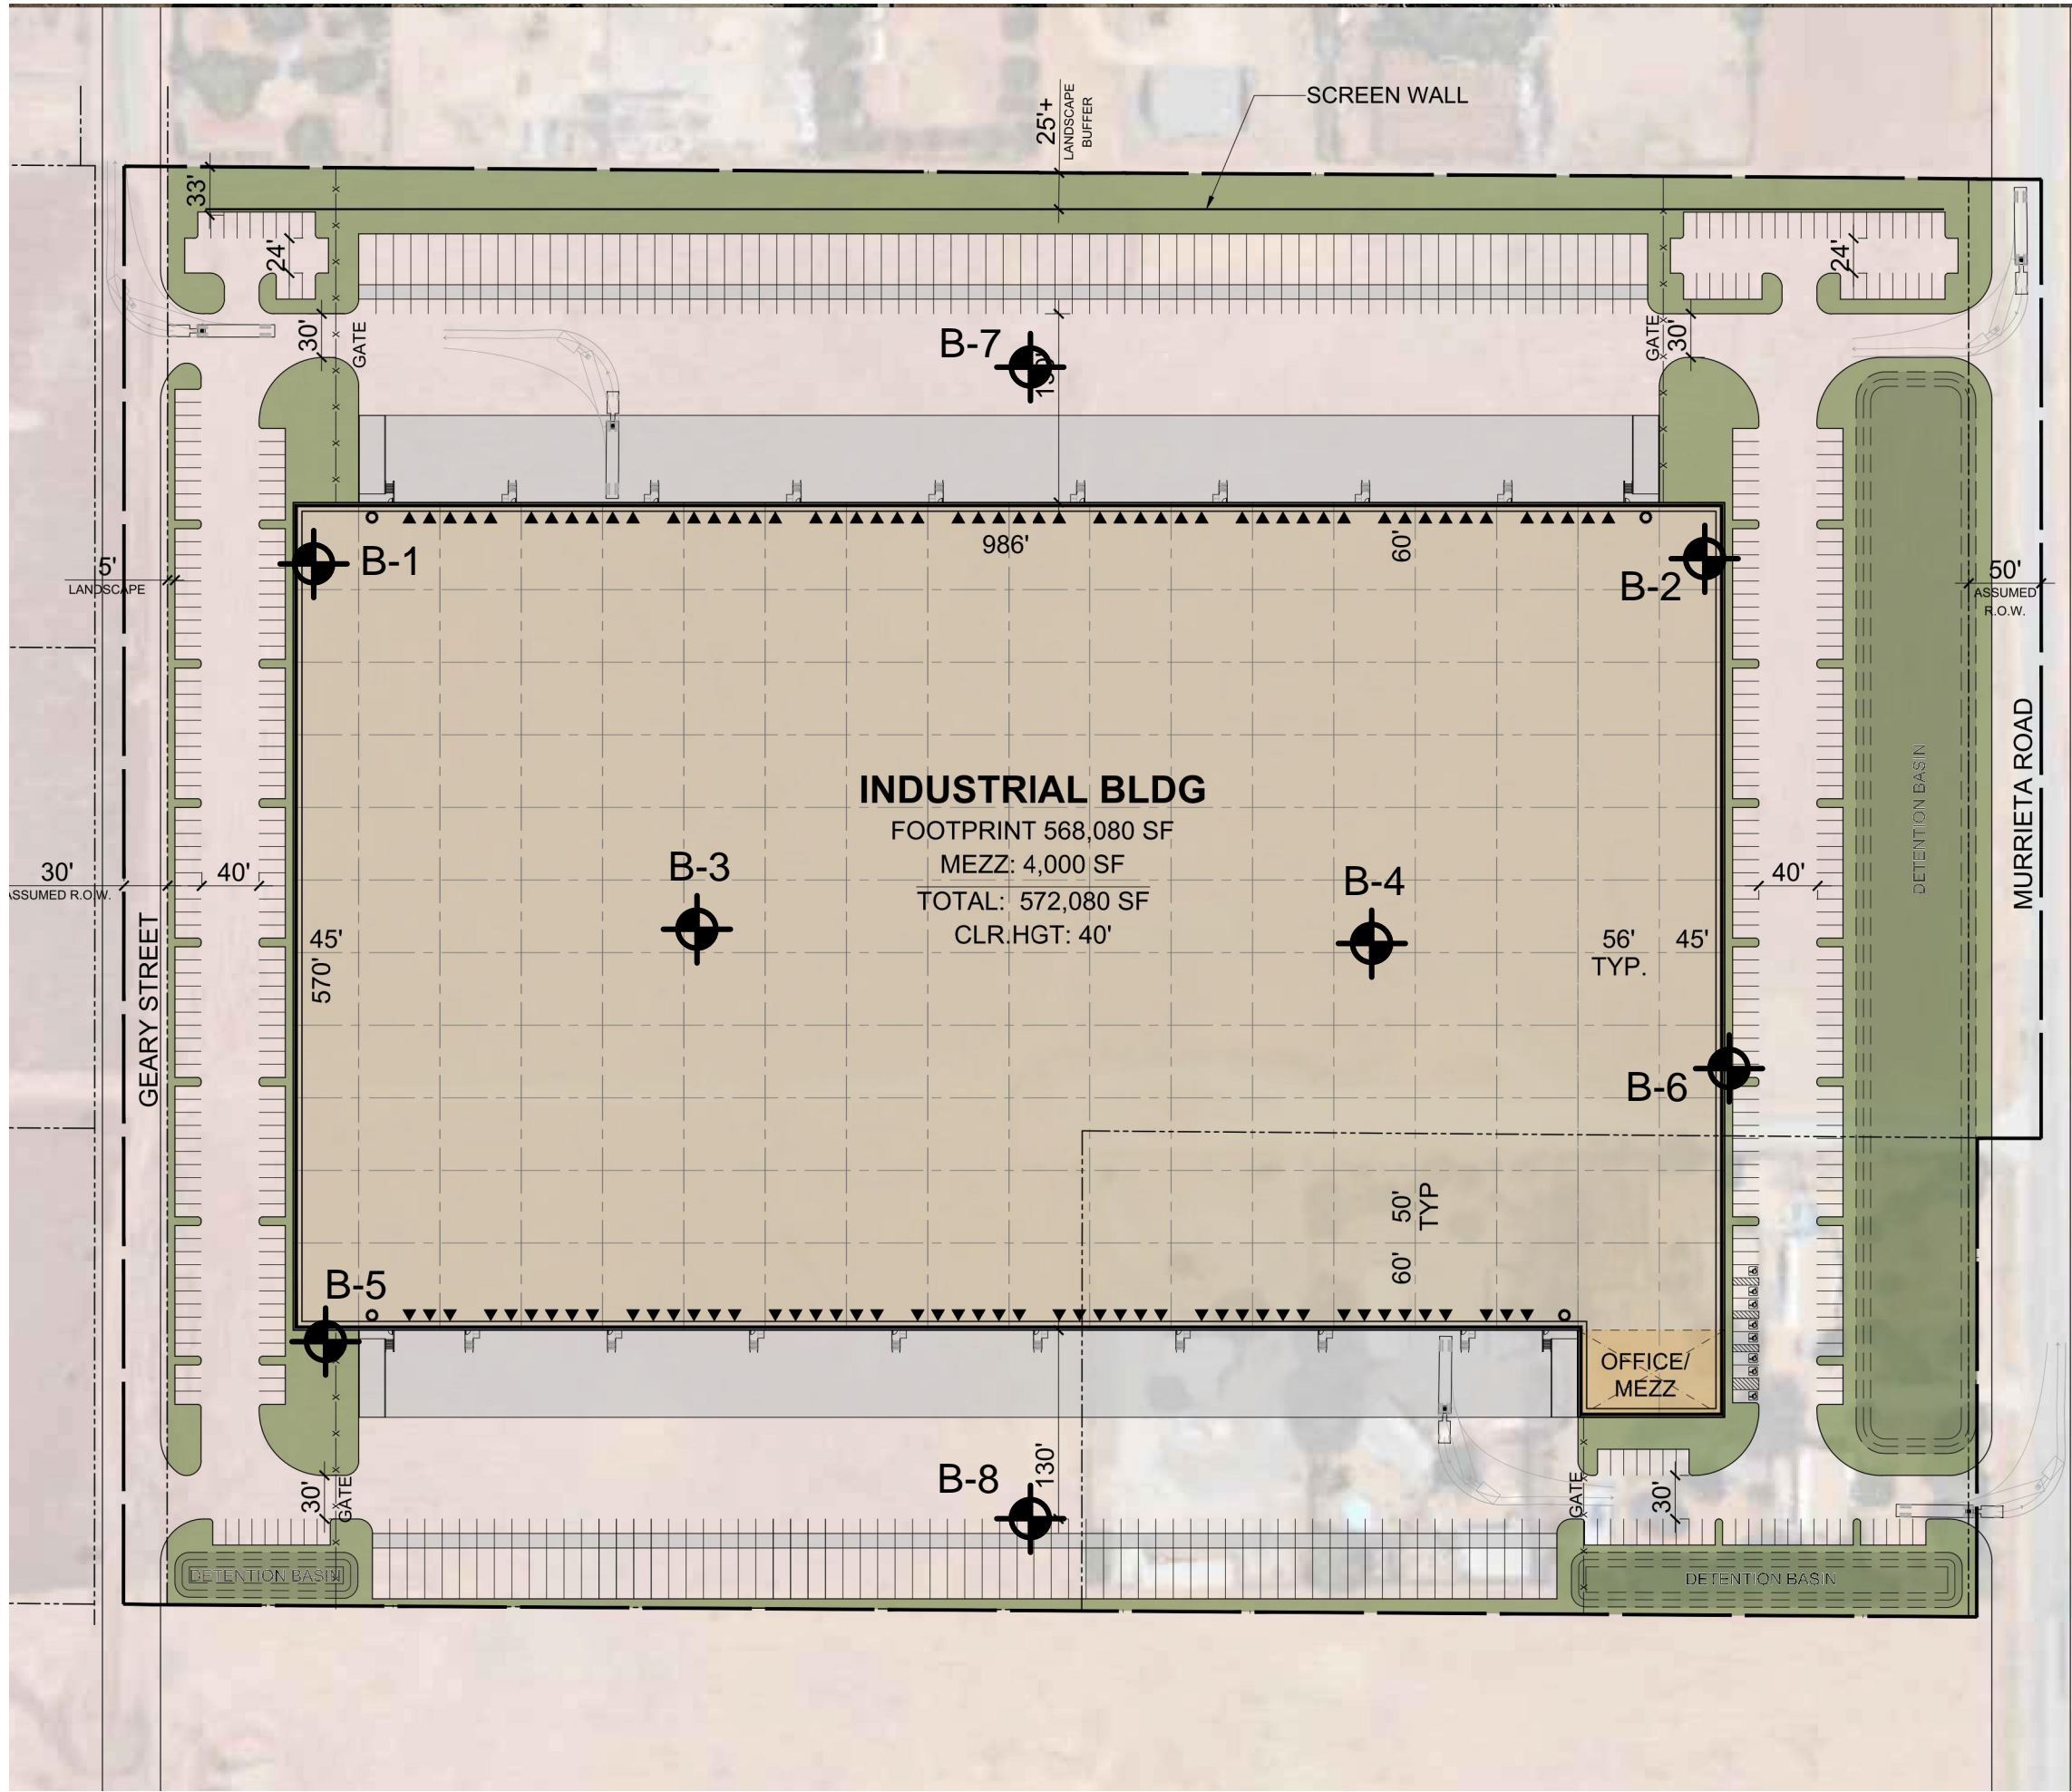 SCREEN WALL
25'+
LANDSCAPE
BUFFER
33'
24'
24'
30'
GATE
GATE
30'
B-7
B-1
986'
60'
B-2
5'
LANDSCAPE
50'
ASSUMED
R.O.W.
INDUSTRIAL BLDG
FOOTPRINT 568,080 SF
MEZZ: 4,000 SF
TOTAL: 572,080 SF
CLR.HGT: 40'
B-3
B-4
30'
ASSUMED R.O.W.
40'
40'
DETENTION BASIN
MURRIETA ROAD
GEARY STREET
45'
570'
56'
TYP.
45'
B-6
50'
TYP
60'
B-5
OFFICE/
MEZZ
B-8
130'
30'
GATE
GATE
30'
DETENTION BASIN
DETENTION BASIN